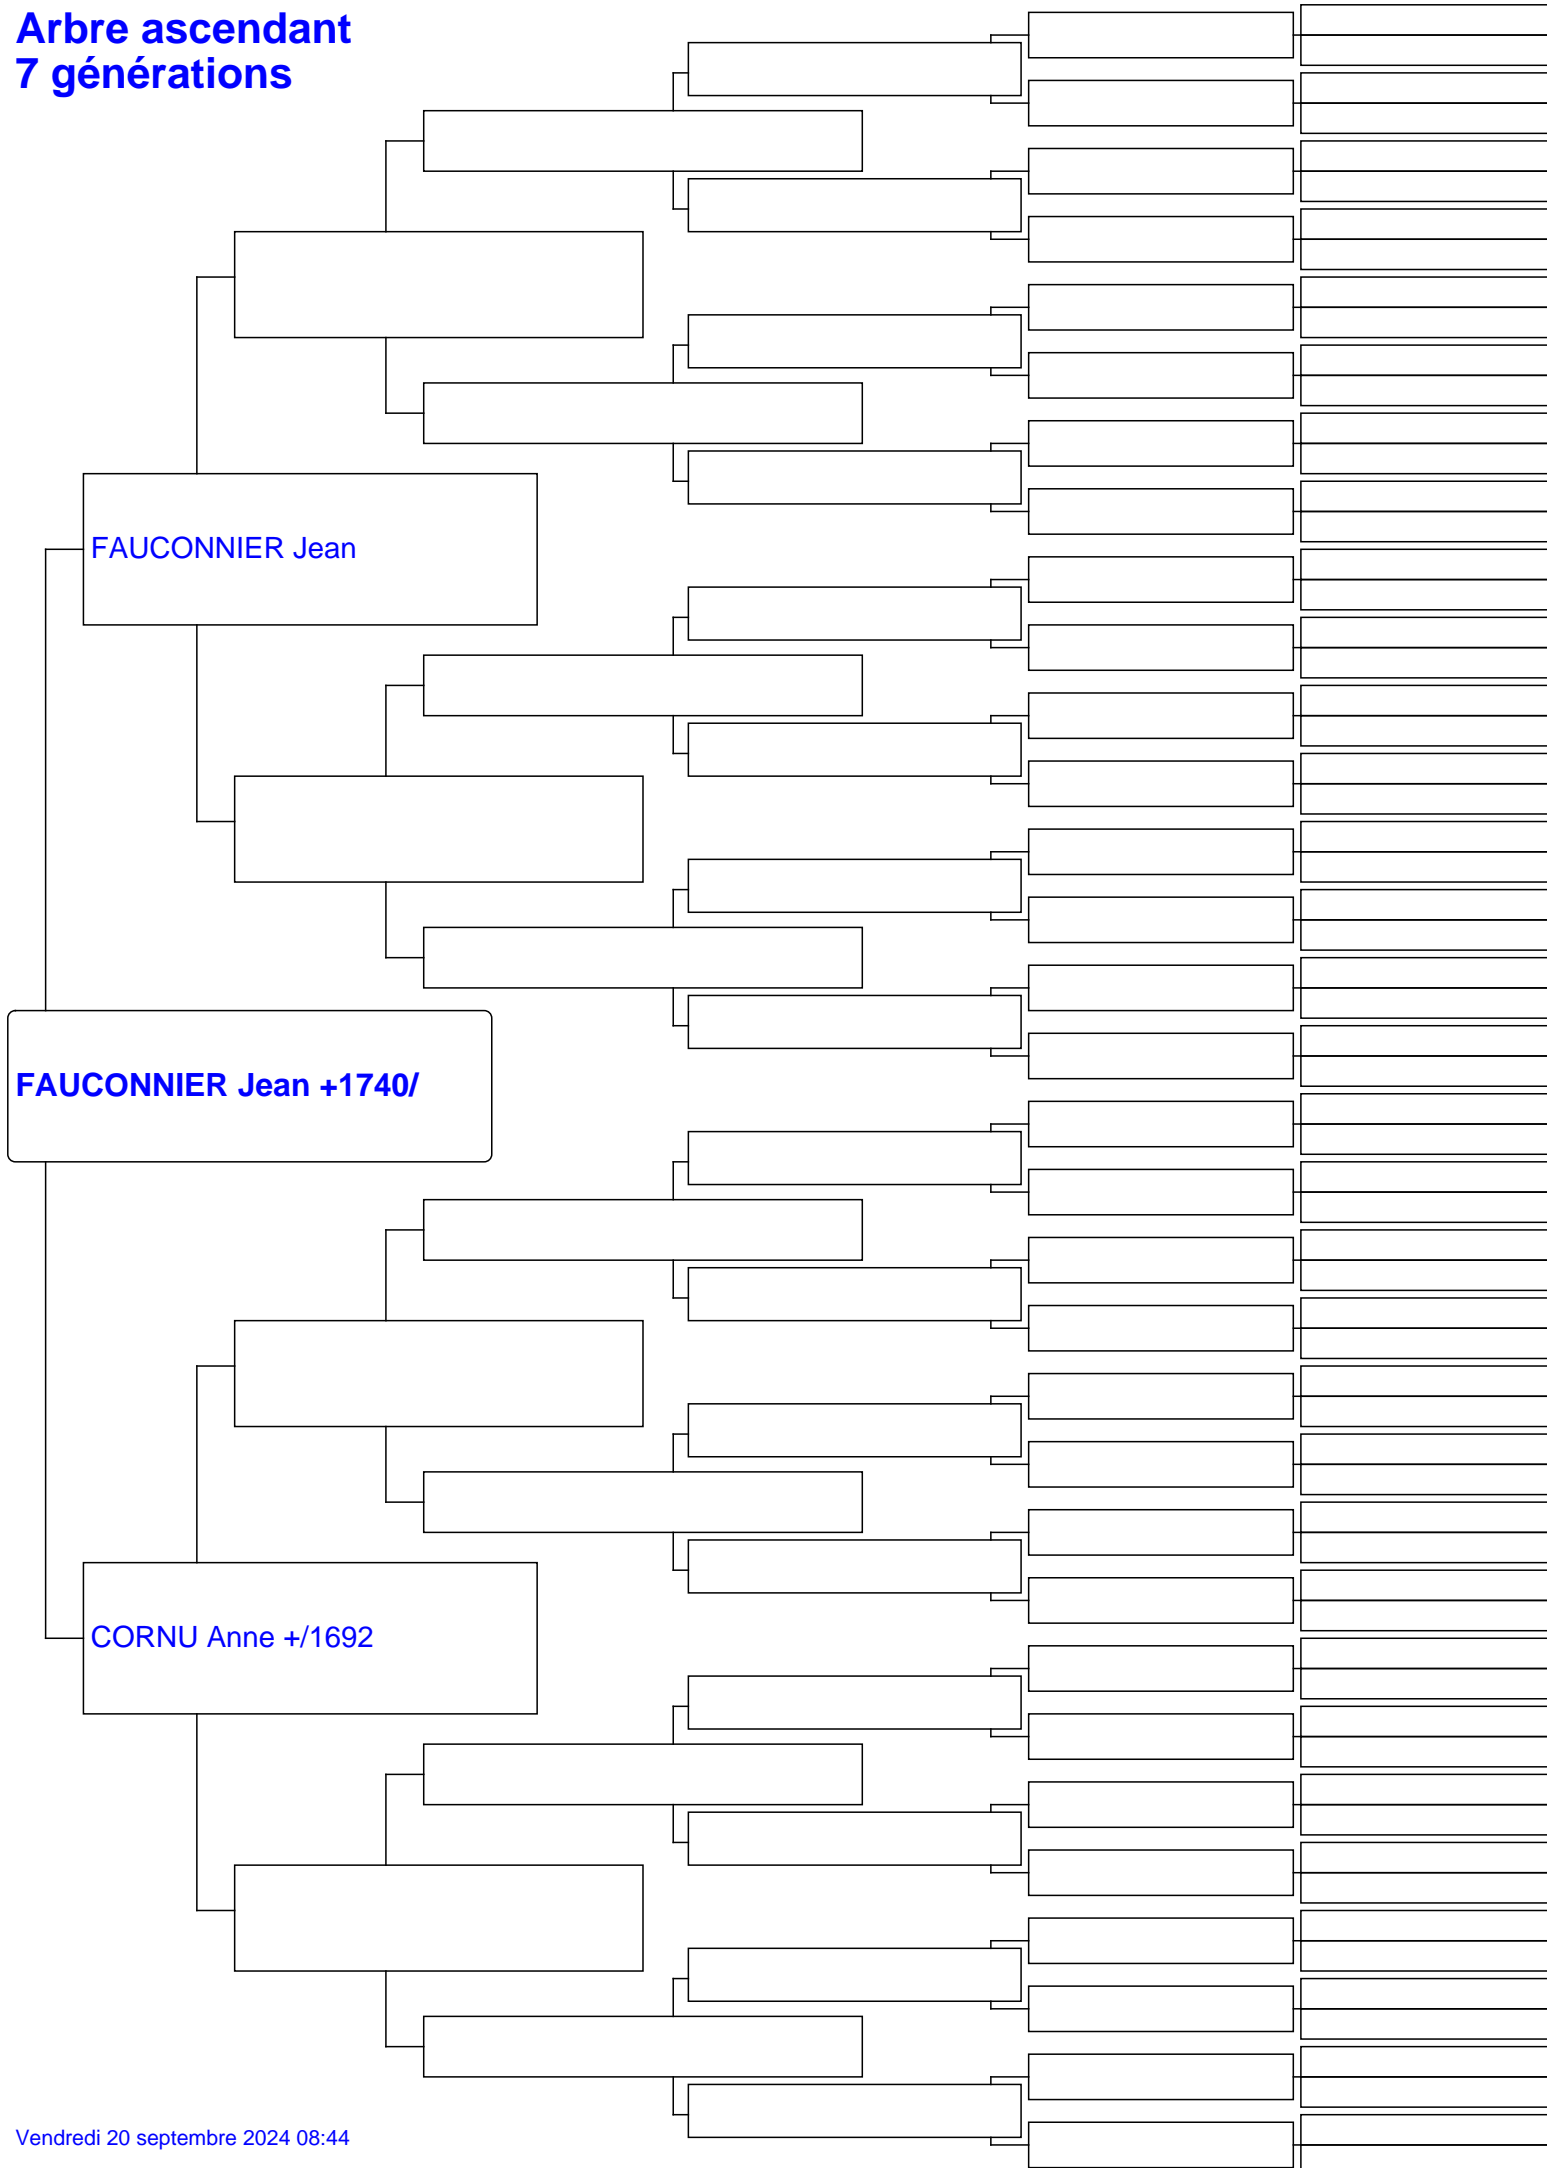 Arbre ascendant
7 générations
FAUCONNIER Jean
FAUCONNIER Jean +1740/
CORNU Anne +/1692
Vendredi 20 septembre 2024 08:44